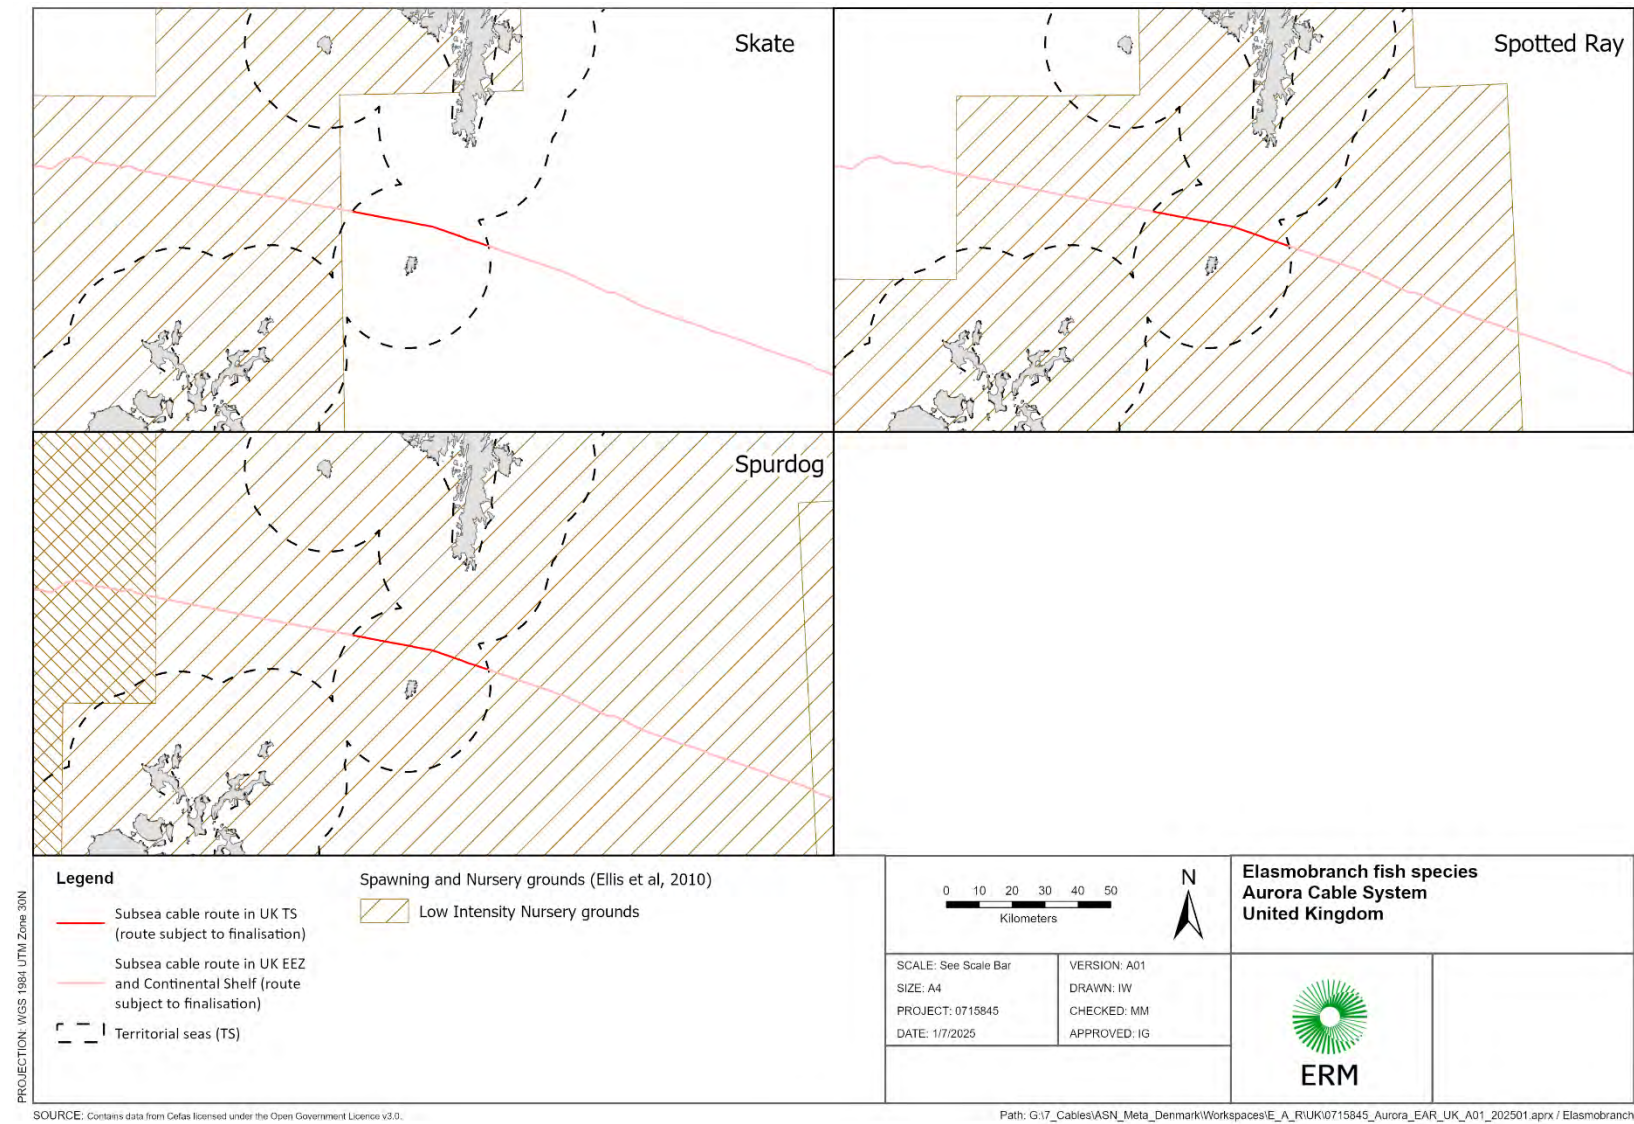 Skate
Spotted Ray
Spurdog
Legend
Subsea cable route in UK TS
(route subject to finalisation)
Subsea cable route in UK EEZ
and Continental Shelf (route
subject to finalisation)
Territorial seas (TS)
Spawning and Nursery grounds (Ellis et al, 2010)
Low Intensity Nursery grounds
0 10 20 30 40 50
Kilometers
N
Elasmobranch fish species
Aurora Cable System
United Kingdom
SCALE: See Scale Bar
VERSION: A01
SIZE: A4
DRAWN: IW
PROJECT: 0715845
CHECKED: MM
DATE: 1/7/2025
APPROVED: IG
ERM
PROJECTION: WGS 1984 UTM Zone 30N
SOURCE: Contains data from Cefas licensed under the Open Government Licence v3.0.
Path: G:\7_Cables\ASN_Meta_Denmark\Workspaces\E_A_R\UK\0715845_Aurora_EAR_UK_A01_202501.aprx / Elasmobranch